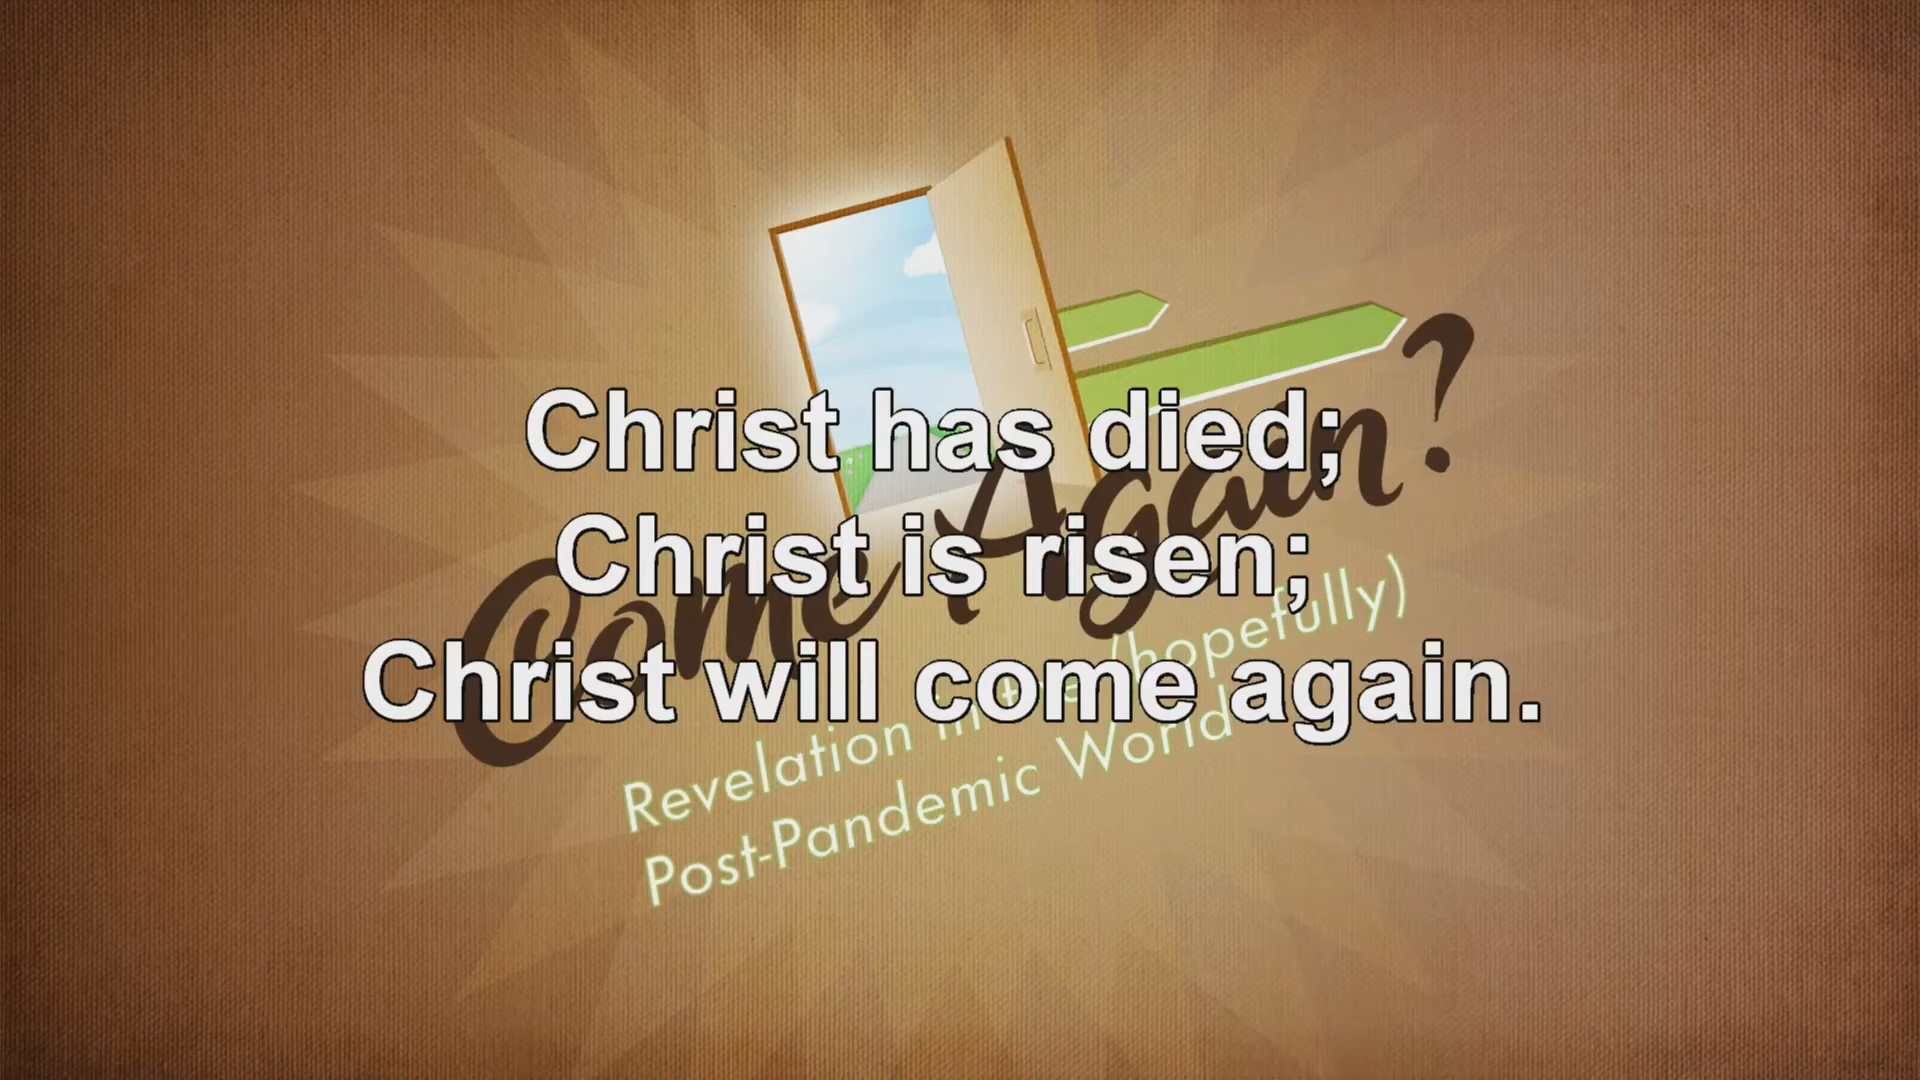 Christ has died;
Christ is risen;
Christ will come again.
Come Again?
Revelation in the (hopefully)
Post-Pandemic World